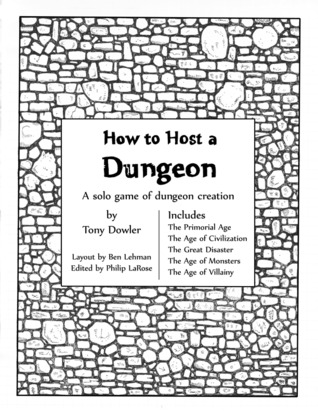 How to Host a
Dungeon
A solo game of dungeon creation
by
Tony Dowler
Layout by Ben Lehman
Edited by Philip LaRose
Includes
The Primorial Age
The Age of Civilization
The Great Disaster
The Age of Monsters
The Age of Villainy